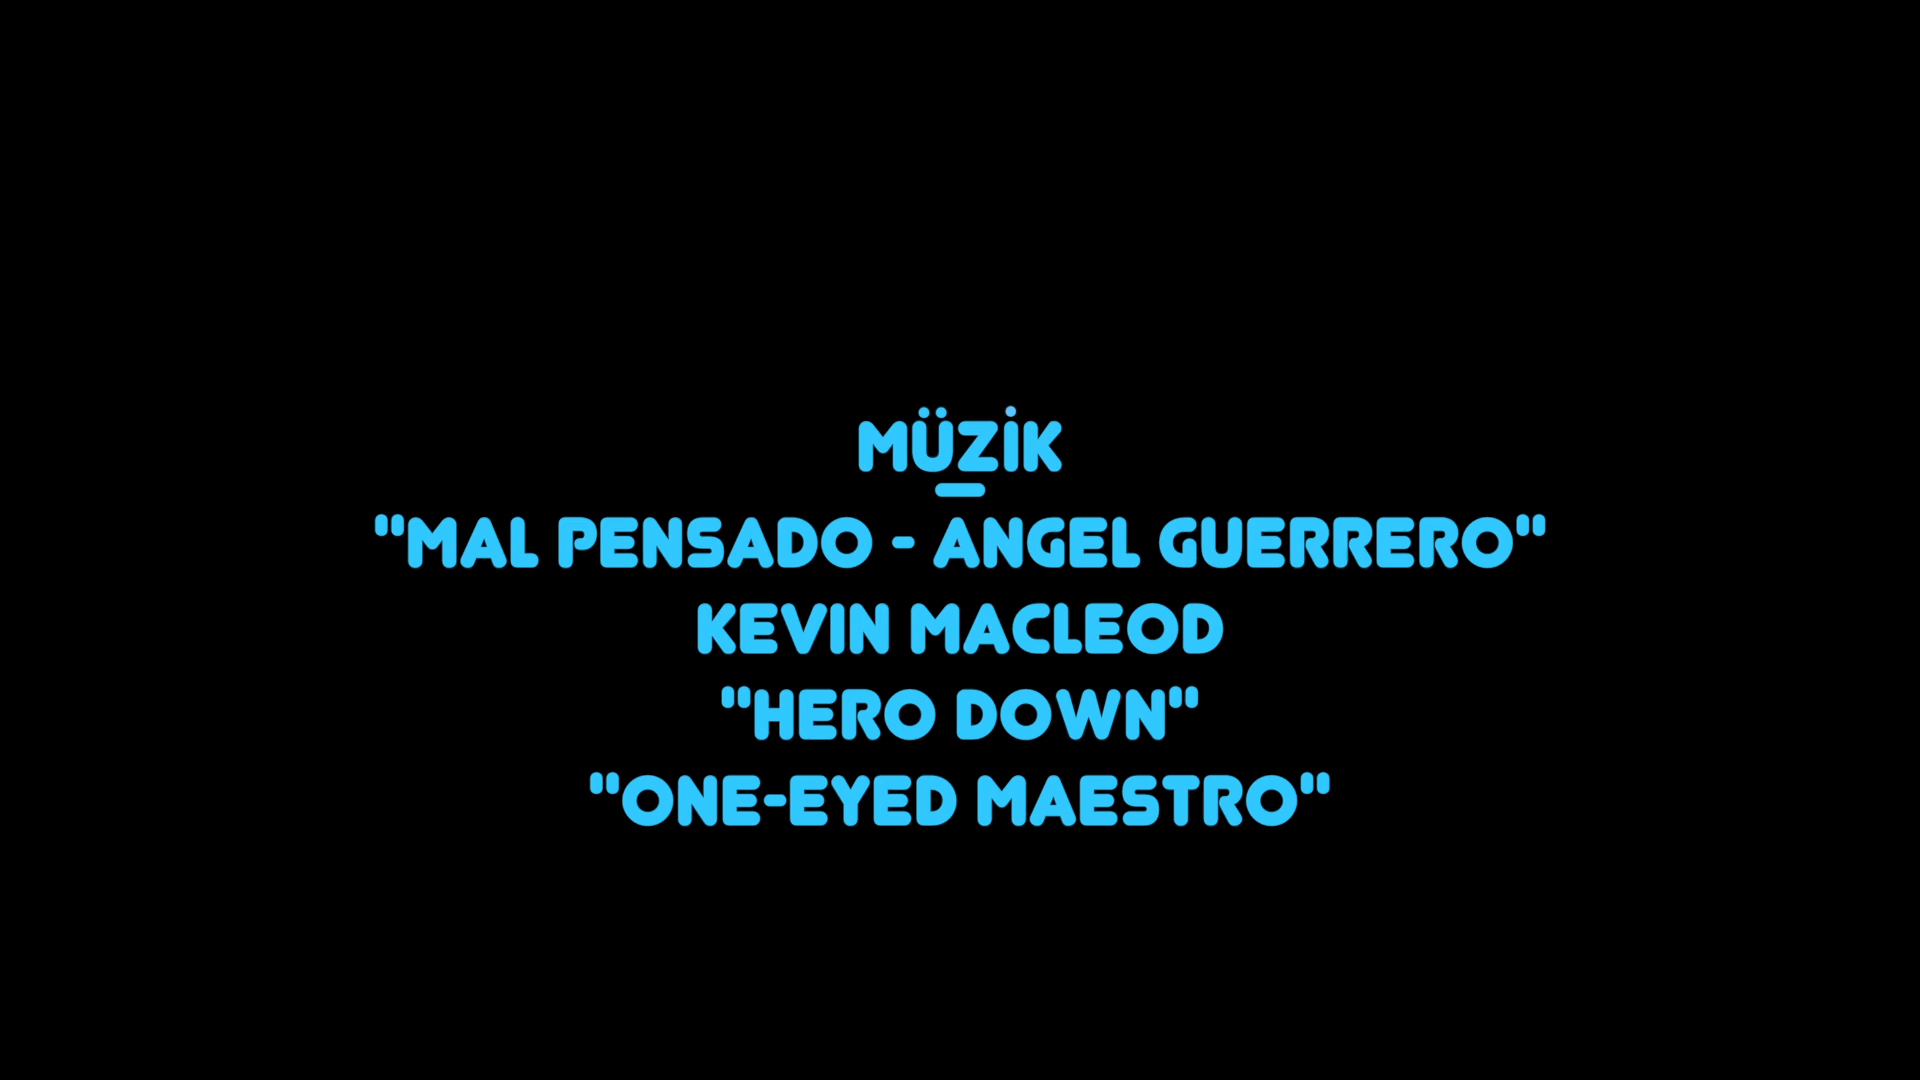 MÜZİK
-
"MAL PENSADO - ANGEL GUERRERO"
KEVIN MACLEOD
"HERO DOWN"
"ONE-EYED MAESTRO"